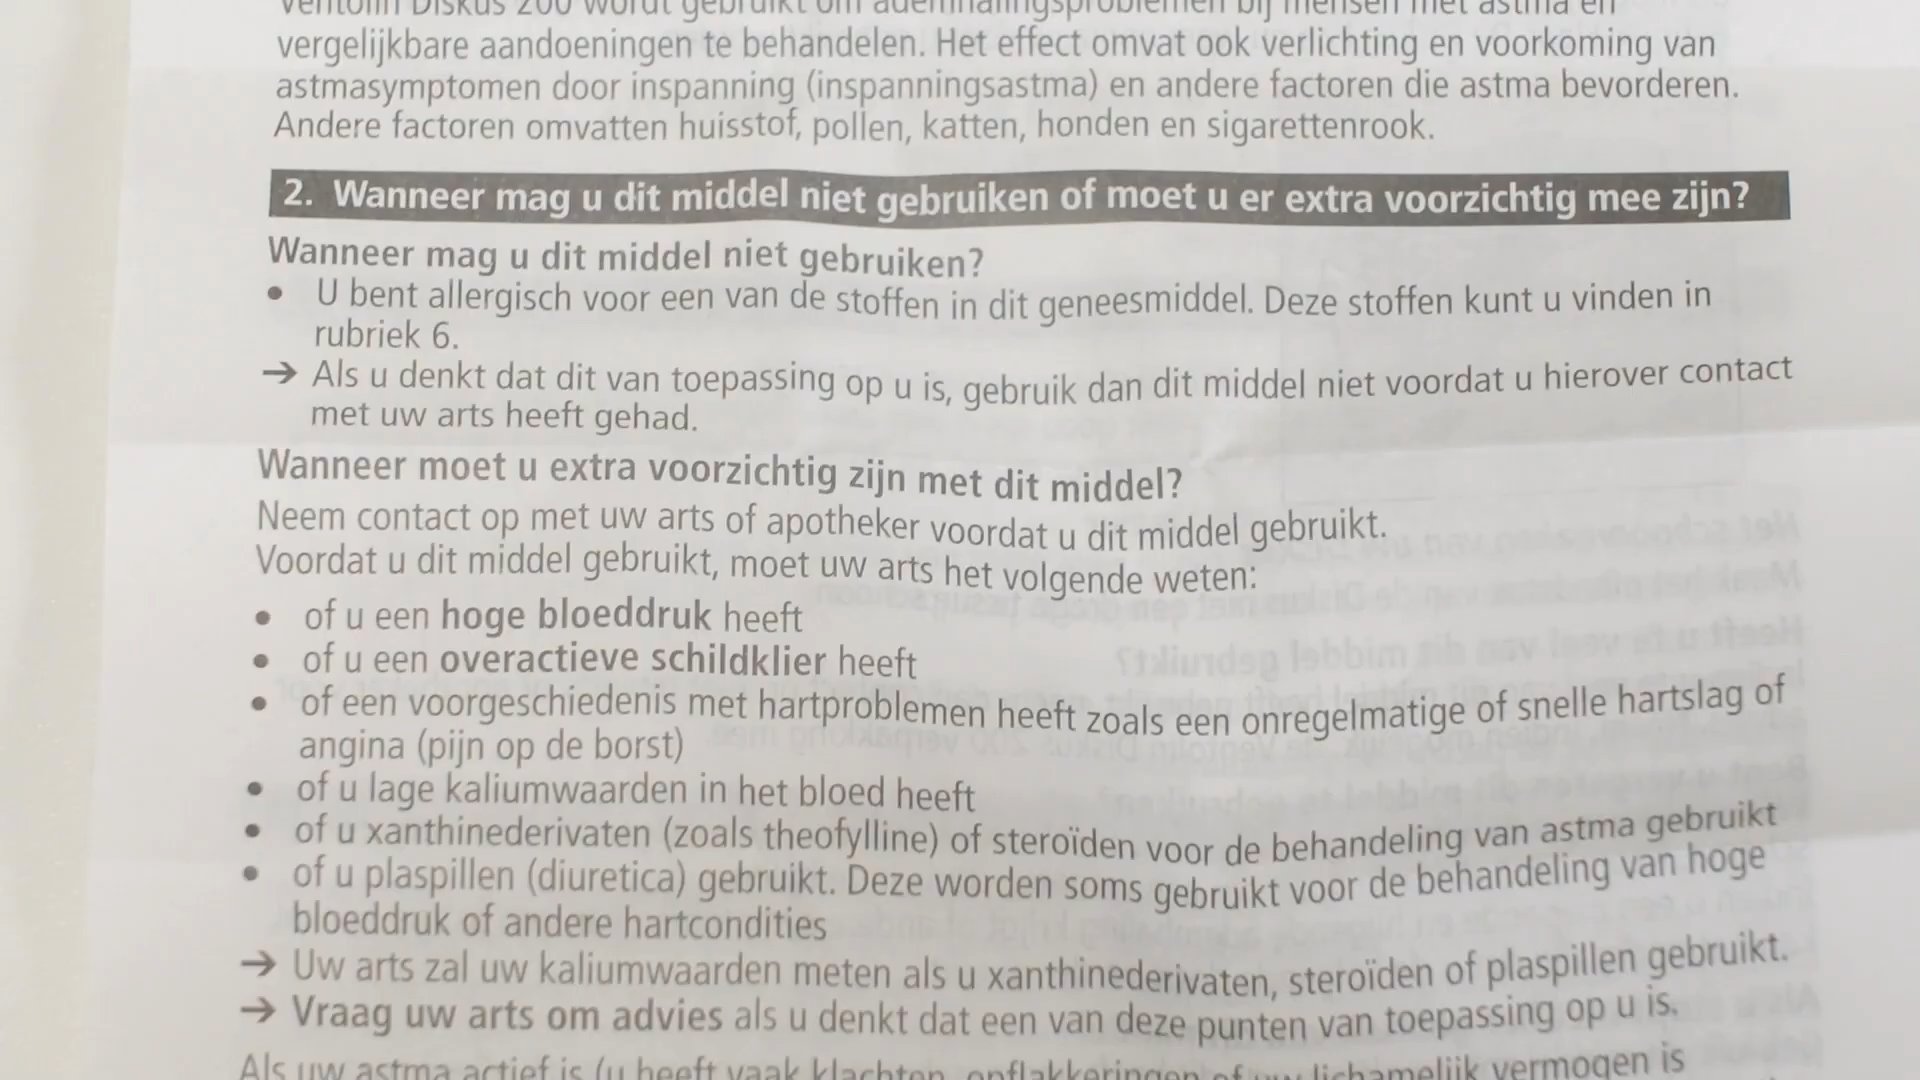 Ventolin Diskus 200 wordt gebruikt om ademhalingsproblemen bij mensen met astma en
vergelijkbare aandoeningen te behandelen. Het effect omvat ook verlichting en voorkoming van
astmasymptomen door inspanning (inspanningsastma) en andere factoren die astma bevorderen.
Andere factoren omvatten huisstof, pollen, katten, honden en sigarettenrook.
2. Wanneer mag u dit middel niet gebruiken of moet u er extra voorzichtig mee zijn?
Wanneer mag u dit middel niet gebruiken?
• U bent allergisch voor een van de stoffen in dit geneesmiddel. Deze stoffen kunt u vinden in
rubriek 6.
→ Als u denkt dat dit van toepassing op u is, gebruik dan dit middel niet voordat u hierover contact
met uw arts heeft gehad.
Wanneer moet u extra voorzichtig zijn met dit middel?
Neem contact op met uw arts of apotheker voordat u dit middel gebruikt.
Voordat u dit middel gebruikt, moet uw arts het volgende weten:
• of u een hoge bloeddruk heeft
• of u een overactieve schildklier heeft
• of een voorgeschiedenis met hartproblemen heeft zoals een onregelmatige of snelle hartslag of
angina (pijn op de borst)
• of u lage kaliumwaarden in het bloed heeft
• of u xanthinederivaten (zoals theofylline) of steroïden voor de behandeling van astma gebruikt
• of u plaspillen (diuretica) gebruikt. Deze worden soms gebruikt voor de behandeling van hoge
bloeddruk of andere hartcondities
→ Uw arts zal uw kaliumwaarden meten als u xanthinederivaten, steroïden of plaspillen gebruikt.
→ Vraag uw arts om advies als u denkt dat een van deze punten van toepassing op u is.
Als uw astma actief is (u heeft vaak klachten, opflakkeringen of uw lichamelijk vermogen is